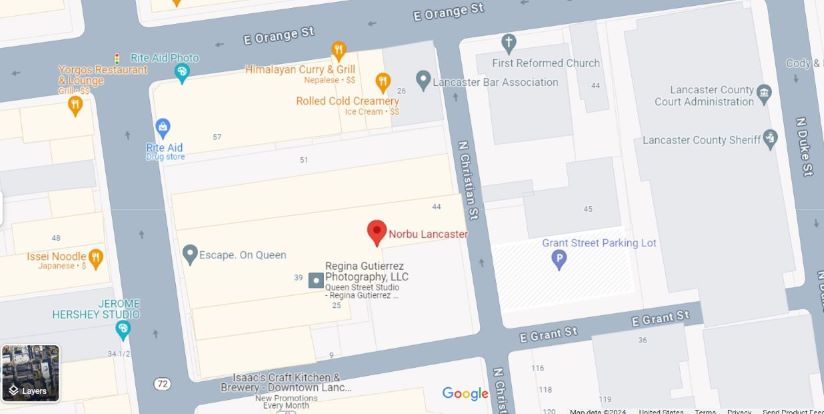 E Orange St
E Orange St
Rite Aid Photo
Yorgos Restaurant
& Lounge
Grill • $$
Himalayan Curry & Grill
Nepalese • $$
Rolled Cold Creamery
Ice Cream • $$
26
Lancaster Bar Association
First Reformed Church
44
Lancaster County
Court Administration
Cody &
Lancaster County Sheriff
N Duke St
Rite Aid
Drug store
57
51
N Christian St
44
45
Norbu Lancaster
Grant Street Parking Lot
P
48
Issei Noodle
Japanese • $
Escape. On Queen
39
Regina Gutierrez
Photography, LLC
Queen Street Studio
- Regina Gutierrez ...
25
JEROME
HERSHEY STUDIO
34 1/2
E Grant St
E Grant St
36
9
72
Isaac's Craft Kitchen &
Brewery - Downtown Lanc...
New Promotions
Every Month
N Chris
116
118
120
Layers
Google
Map data ©2024
United States
Terms
Privacy
Send Product Feed